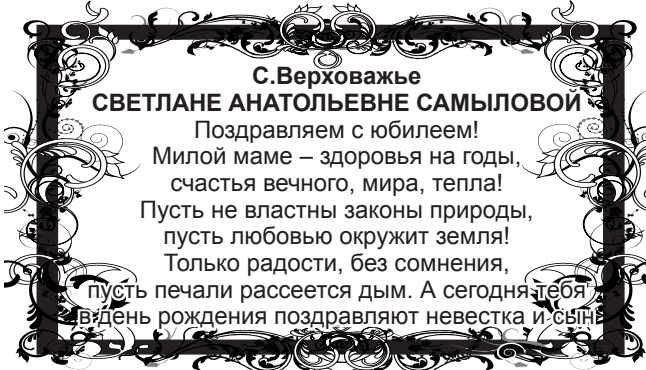 С.Верховажье
СВЕТЛАНЕ АНАТОЛЬЕВНЕ САМЫЛОВОЙ
Поздравляем с юбилеем!
Милой маме – здоровья на годы,
счастья вечного, мира, тепла!
Пусть не властны законы природы,
пусть любовью окружит земля!
Только радости, без сомнения,
пусть печали рассеется дым. А сегодня тебя
в день рождения поздравляют невестка и сын